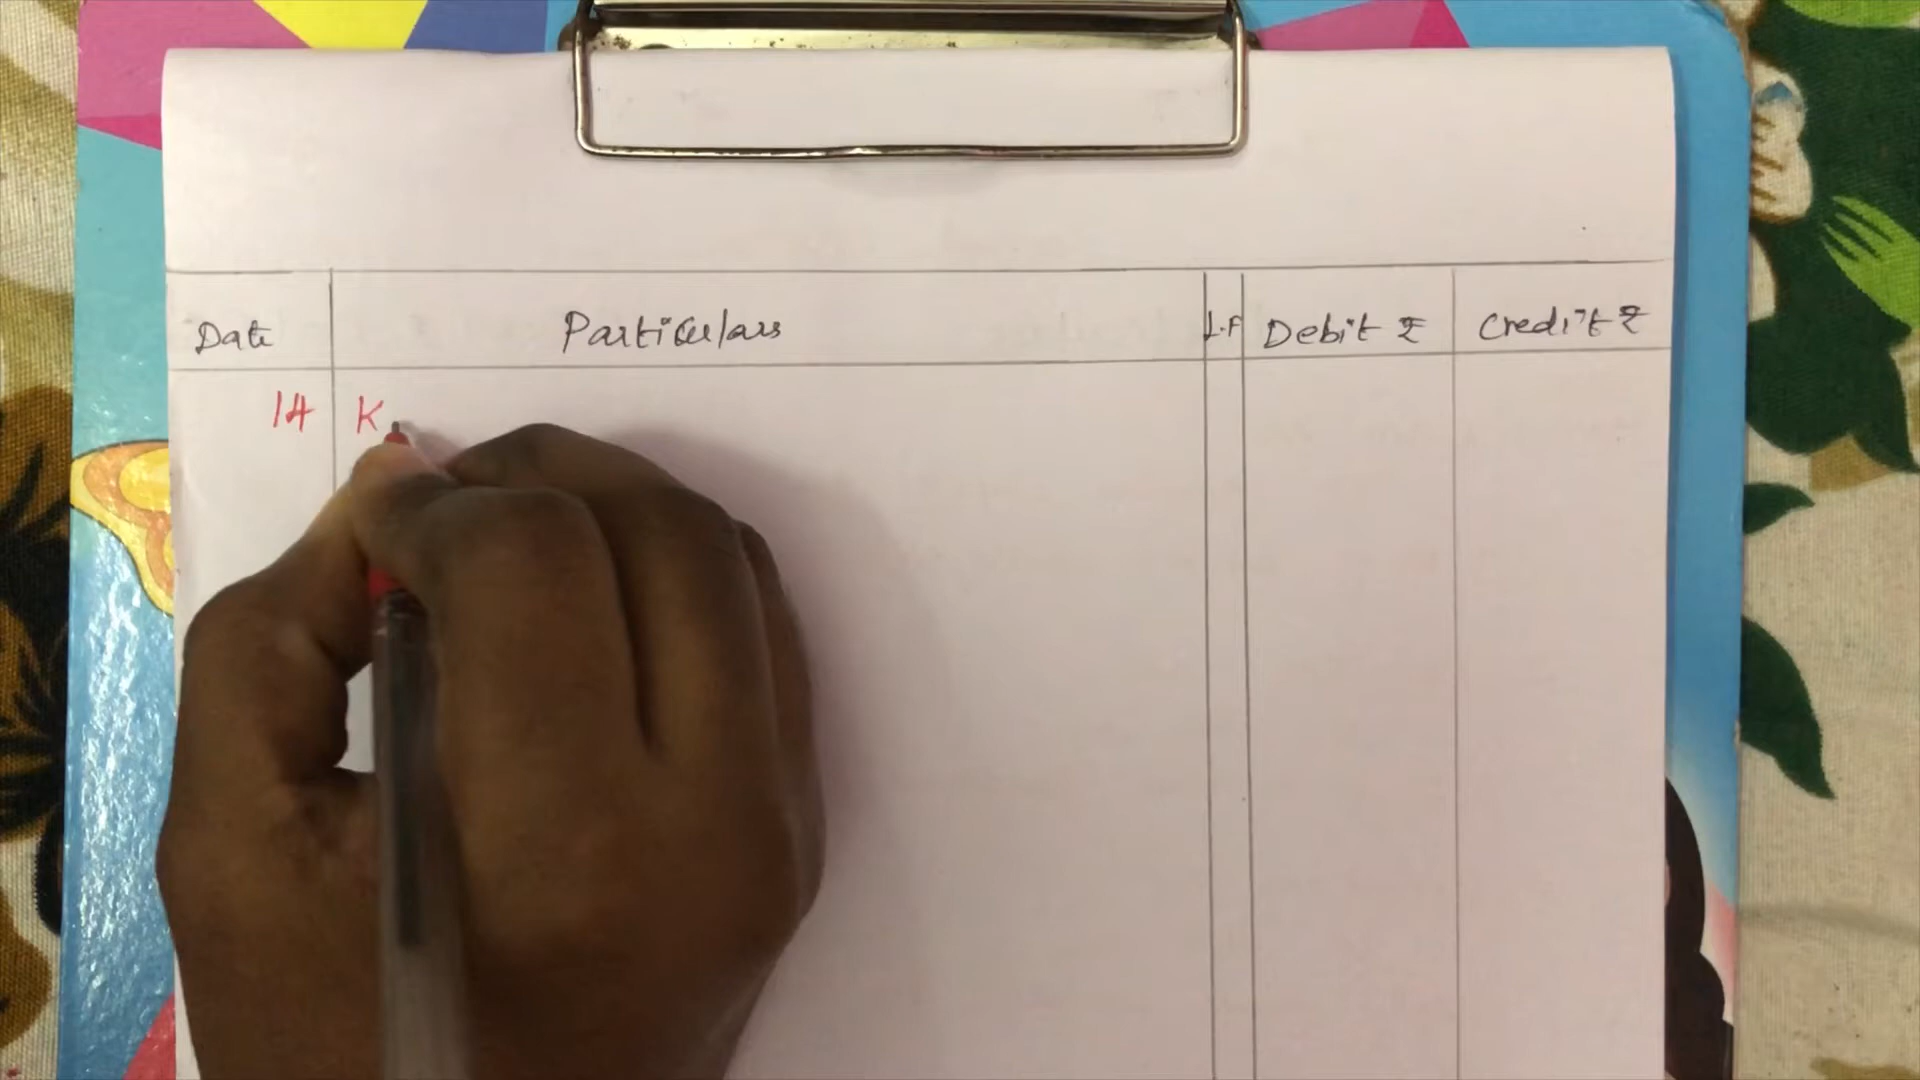 Date Particulars L.F Debit ₹ Credit ₹
14 K